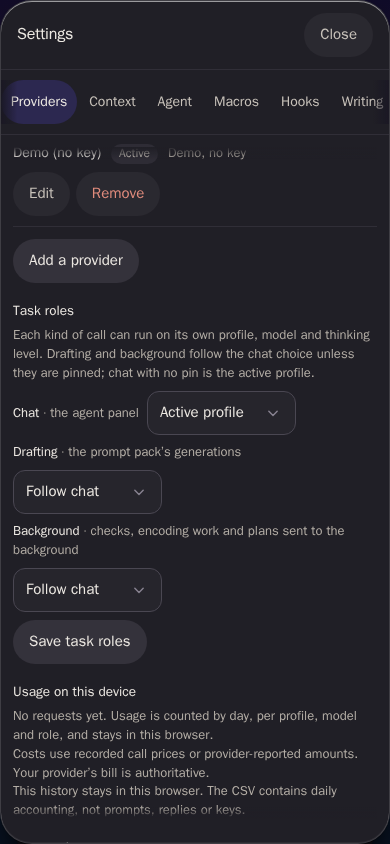 Settings
Close
Providers
Context
Agent
Macros
Hooks
Writing
Demo (no key)
Active
Demo, no key
Edit
Remove
Add a provider
Task roles
Each kind of call can run on its own profile, model and thinking
level. Drafting and background follow the chat choice unless
they are pinned; chat with no pin is the active profile.
Chat · the agent panel
Active profile
Drafting · the prompt pack's generations
Follow chat
Background · checks, encoding work and plans sent to the
background
Follow chat
Save task roles
Usage on this device
No requests yet. Usage is counted by day, per profile, model
and role, and stays in this browser.
Costs use recorded call prices or provider-reported amounts.
Your provider's bill is authoritative.
This history stays in this browser. The CSV contains daily
accounting, not prompts, replies or keys.